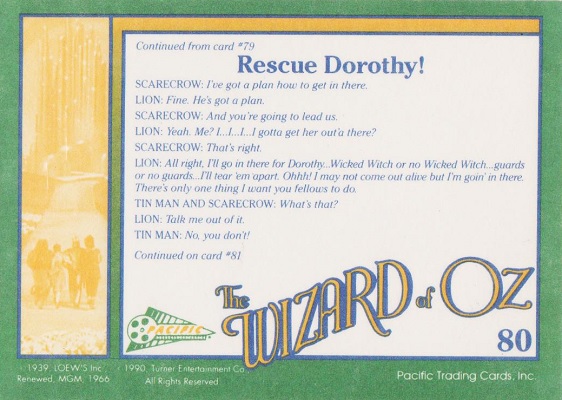 Continued from card #79
Rescue Dorothy!
SCARECROW: I've got a plan how to get in there.
LION: Fine. He's got a plan.
SCARECROW: And you're going to lead us.
LION: Yeah. Me? I...I...I...I gotta get her out'a there?
SCARECROW: That's right.
LION: All right, I'll go in there for Dorothy...Wicked Witch or no Wicked Witch...guards
or no guards...I'll tear 'em apart. Ohhh! I may not come out alive but I'm goin' in there.
There's only one thing I want you fellows to do.
TIN MAN AND SCARECROW: What's that?
LION: Talk me out of it.
TIN MAN: No, you don't!
Continued on card #81
The WIZARD of OZ
PACIFIC
80
©1939, LOEW'S Inc.
Renewed, MGM, 1966
1990, Turner Entertainment Co.
All Rights Reserved
Pacific Trading Cards, Inc.